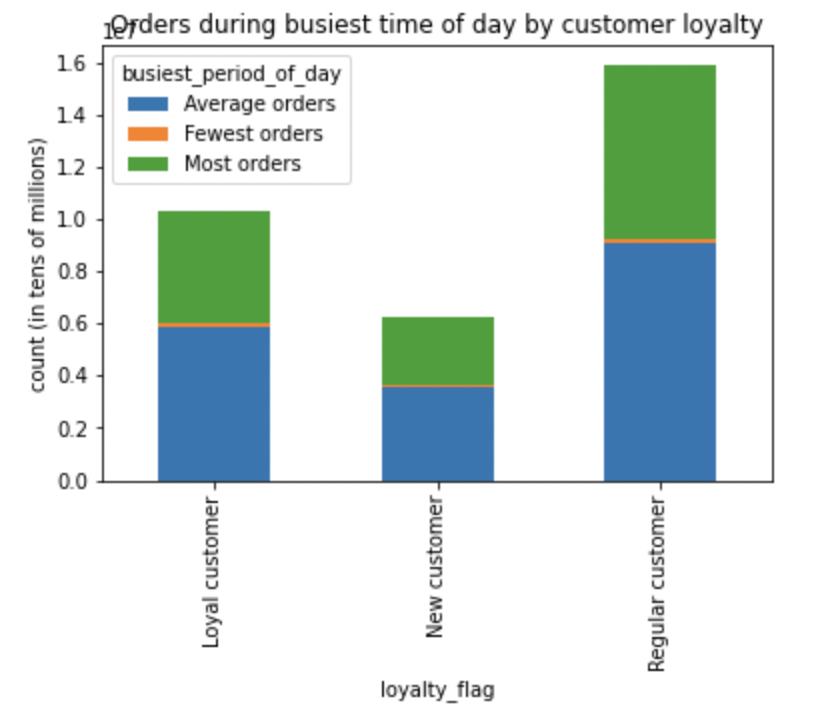 Orders during busiest time of day by customer loyalty
1e7
busiest_period_of_day
Average orders
Fewest orders
Most orders
count (in tens of millions)
1.6
1.4
1.2
1.0
0.8
0.6
0.4
0.2
0.0
Loyal customer
New customer
Regular customer
loyalty_flag